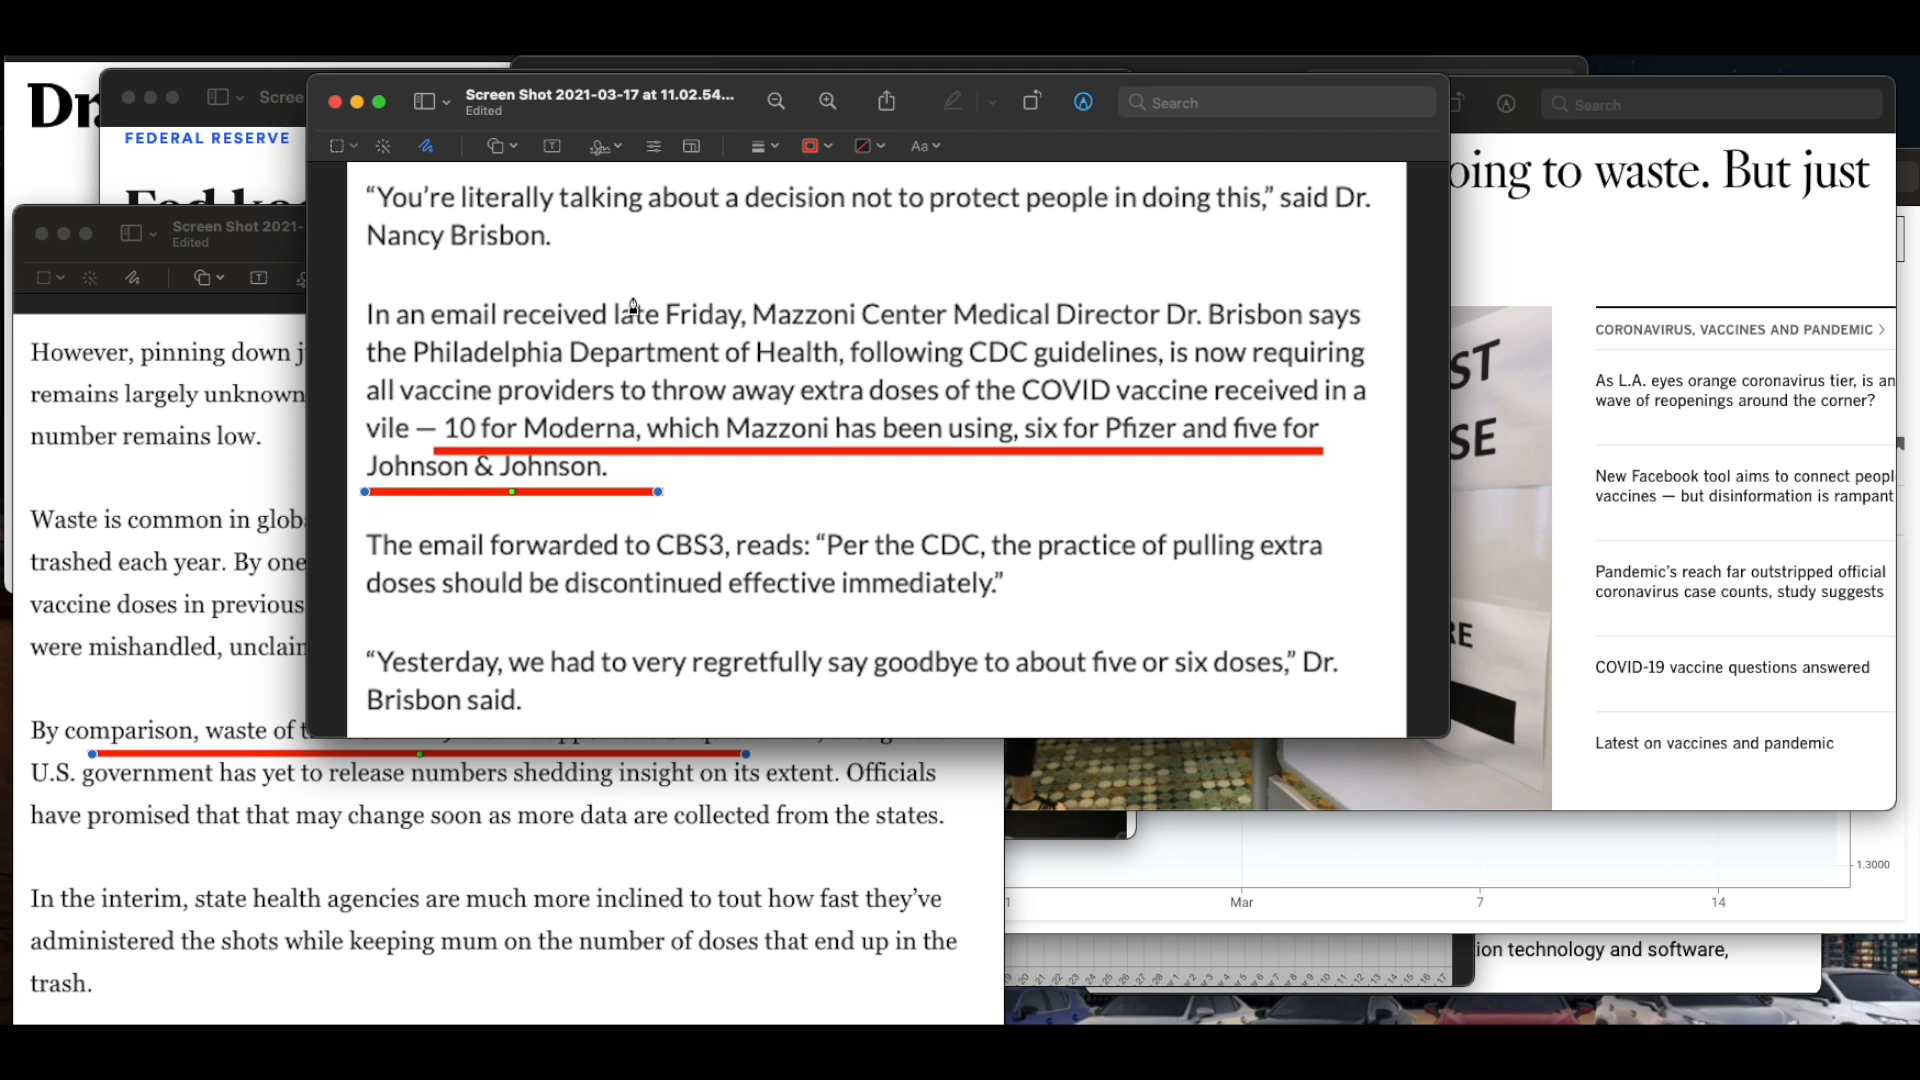 Screen Shot 2021-03-17 at 11.02.54...
Edited
Search
Aa
“You’re literally talking about a decision not to protect people in doing this,” said Dr.
Nancy Brisbon.
In an email received late Friday, Mazzoni Center Medical Director Dr. Brisbon says
the Philadelphia Department of Health, following CDC guidelines, is now requiring
all vaccine providers to throw away extra doses of the COVID vaccine received in a
vile — 10 for Moderna, which Mazzoni has been using, six for Pfizer and five for
Johnson & Johnson.
The email forwarded to CBS3, reads: “Per the CDC, the practice of pulling extra
doses should be discontinued effective immediately.”
“Yesterday, we had to very regretfully say goodbye to about five or six doses,” Dr.
Brisbon said.
FEDERAL RESERVE
Screen Shot 2021-
Edited
However, pinning down
remains largely unknown
number remains low.
Waste is common in
trashed each year. By one
vaccine doses in previous
were mishandled,
By comparison, waste of
U.S. government has yet to release numbers shedding insight on its extent. Officials
have promised that that may change soon as more data are collected from the states.
In the interim, state health agencies are much more inclined to tout how fast they’ve
administered the shots while keeping mum on the number of doses that end up in the
trash.
Search
oing to waste. But just
CORONAVIRUS, VACCINES AND PANDEMIC >
As L.A. eyes orange coronavirus tier, is an
wave of reopenings around the corner?
New Facebook tool aims to connect peopl
vaccines — but disinformation is rampant
Pandemic’s reach far outstripped official
coronavirus case counts, study suggests
COVID-19 vaccine questions answered
Latest on vaccines and pandemic
1.3000
Mar
7
14
tion technology and software,